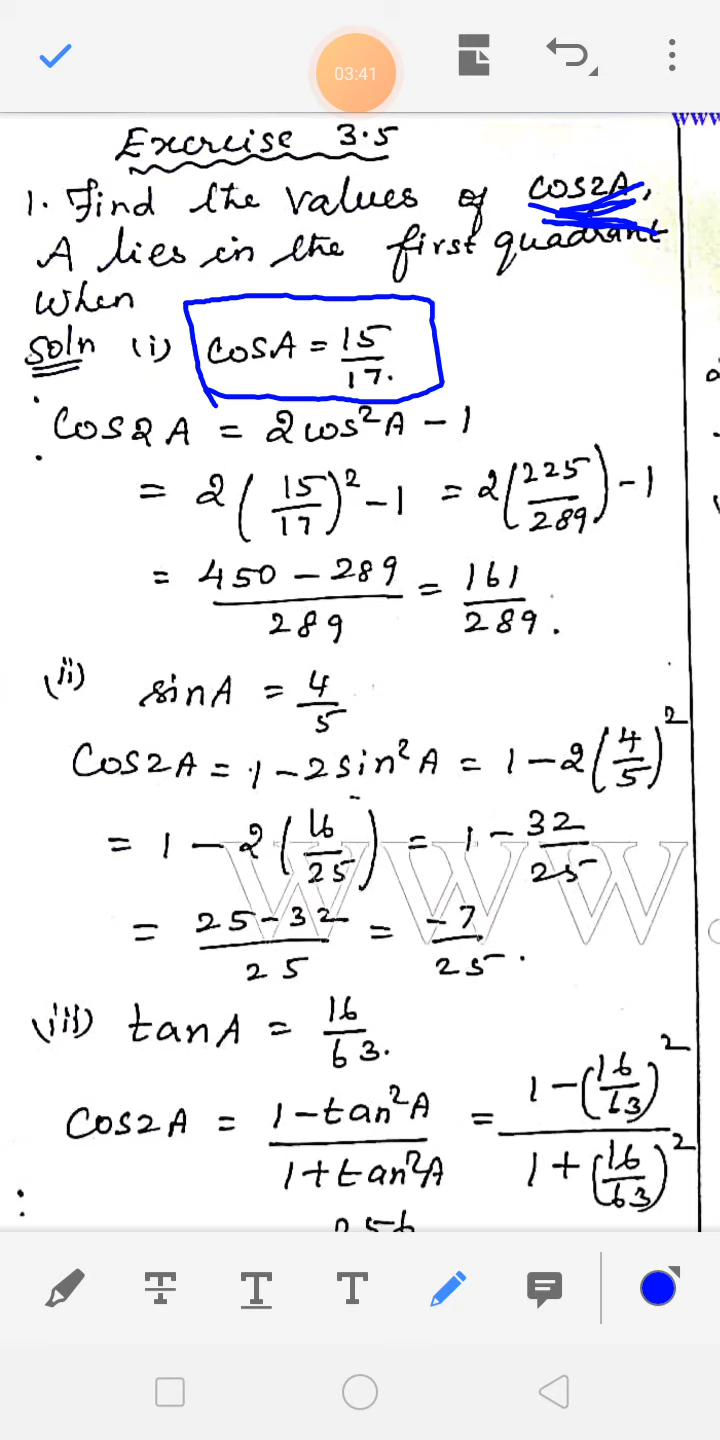 03:41
www
Exercise 3.5
1. Find the values of cos2A,
A lies in the first quadrant
when
Soln (i) cosA = 15/17.
Cos2A = 2cos²A - 1
= 2(15/17)² - 1 = 2(225/289) - 1
= 450 - 289/289 = 161/289.
(ii) sinA = 4/5
Cos2A = 1 - 2sin²A = 1 - 2(4/5)²
= 1 - 2(16/25) = 1 - 32/25
= 25 - 32/25 = -7/25.
(iii) tanA = 16/63.
Cos2A = 1 - tan²A/1 + tan²A = 1 - (16/63)²/1 + (16/63)²
WWW
T T T